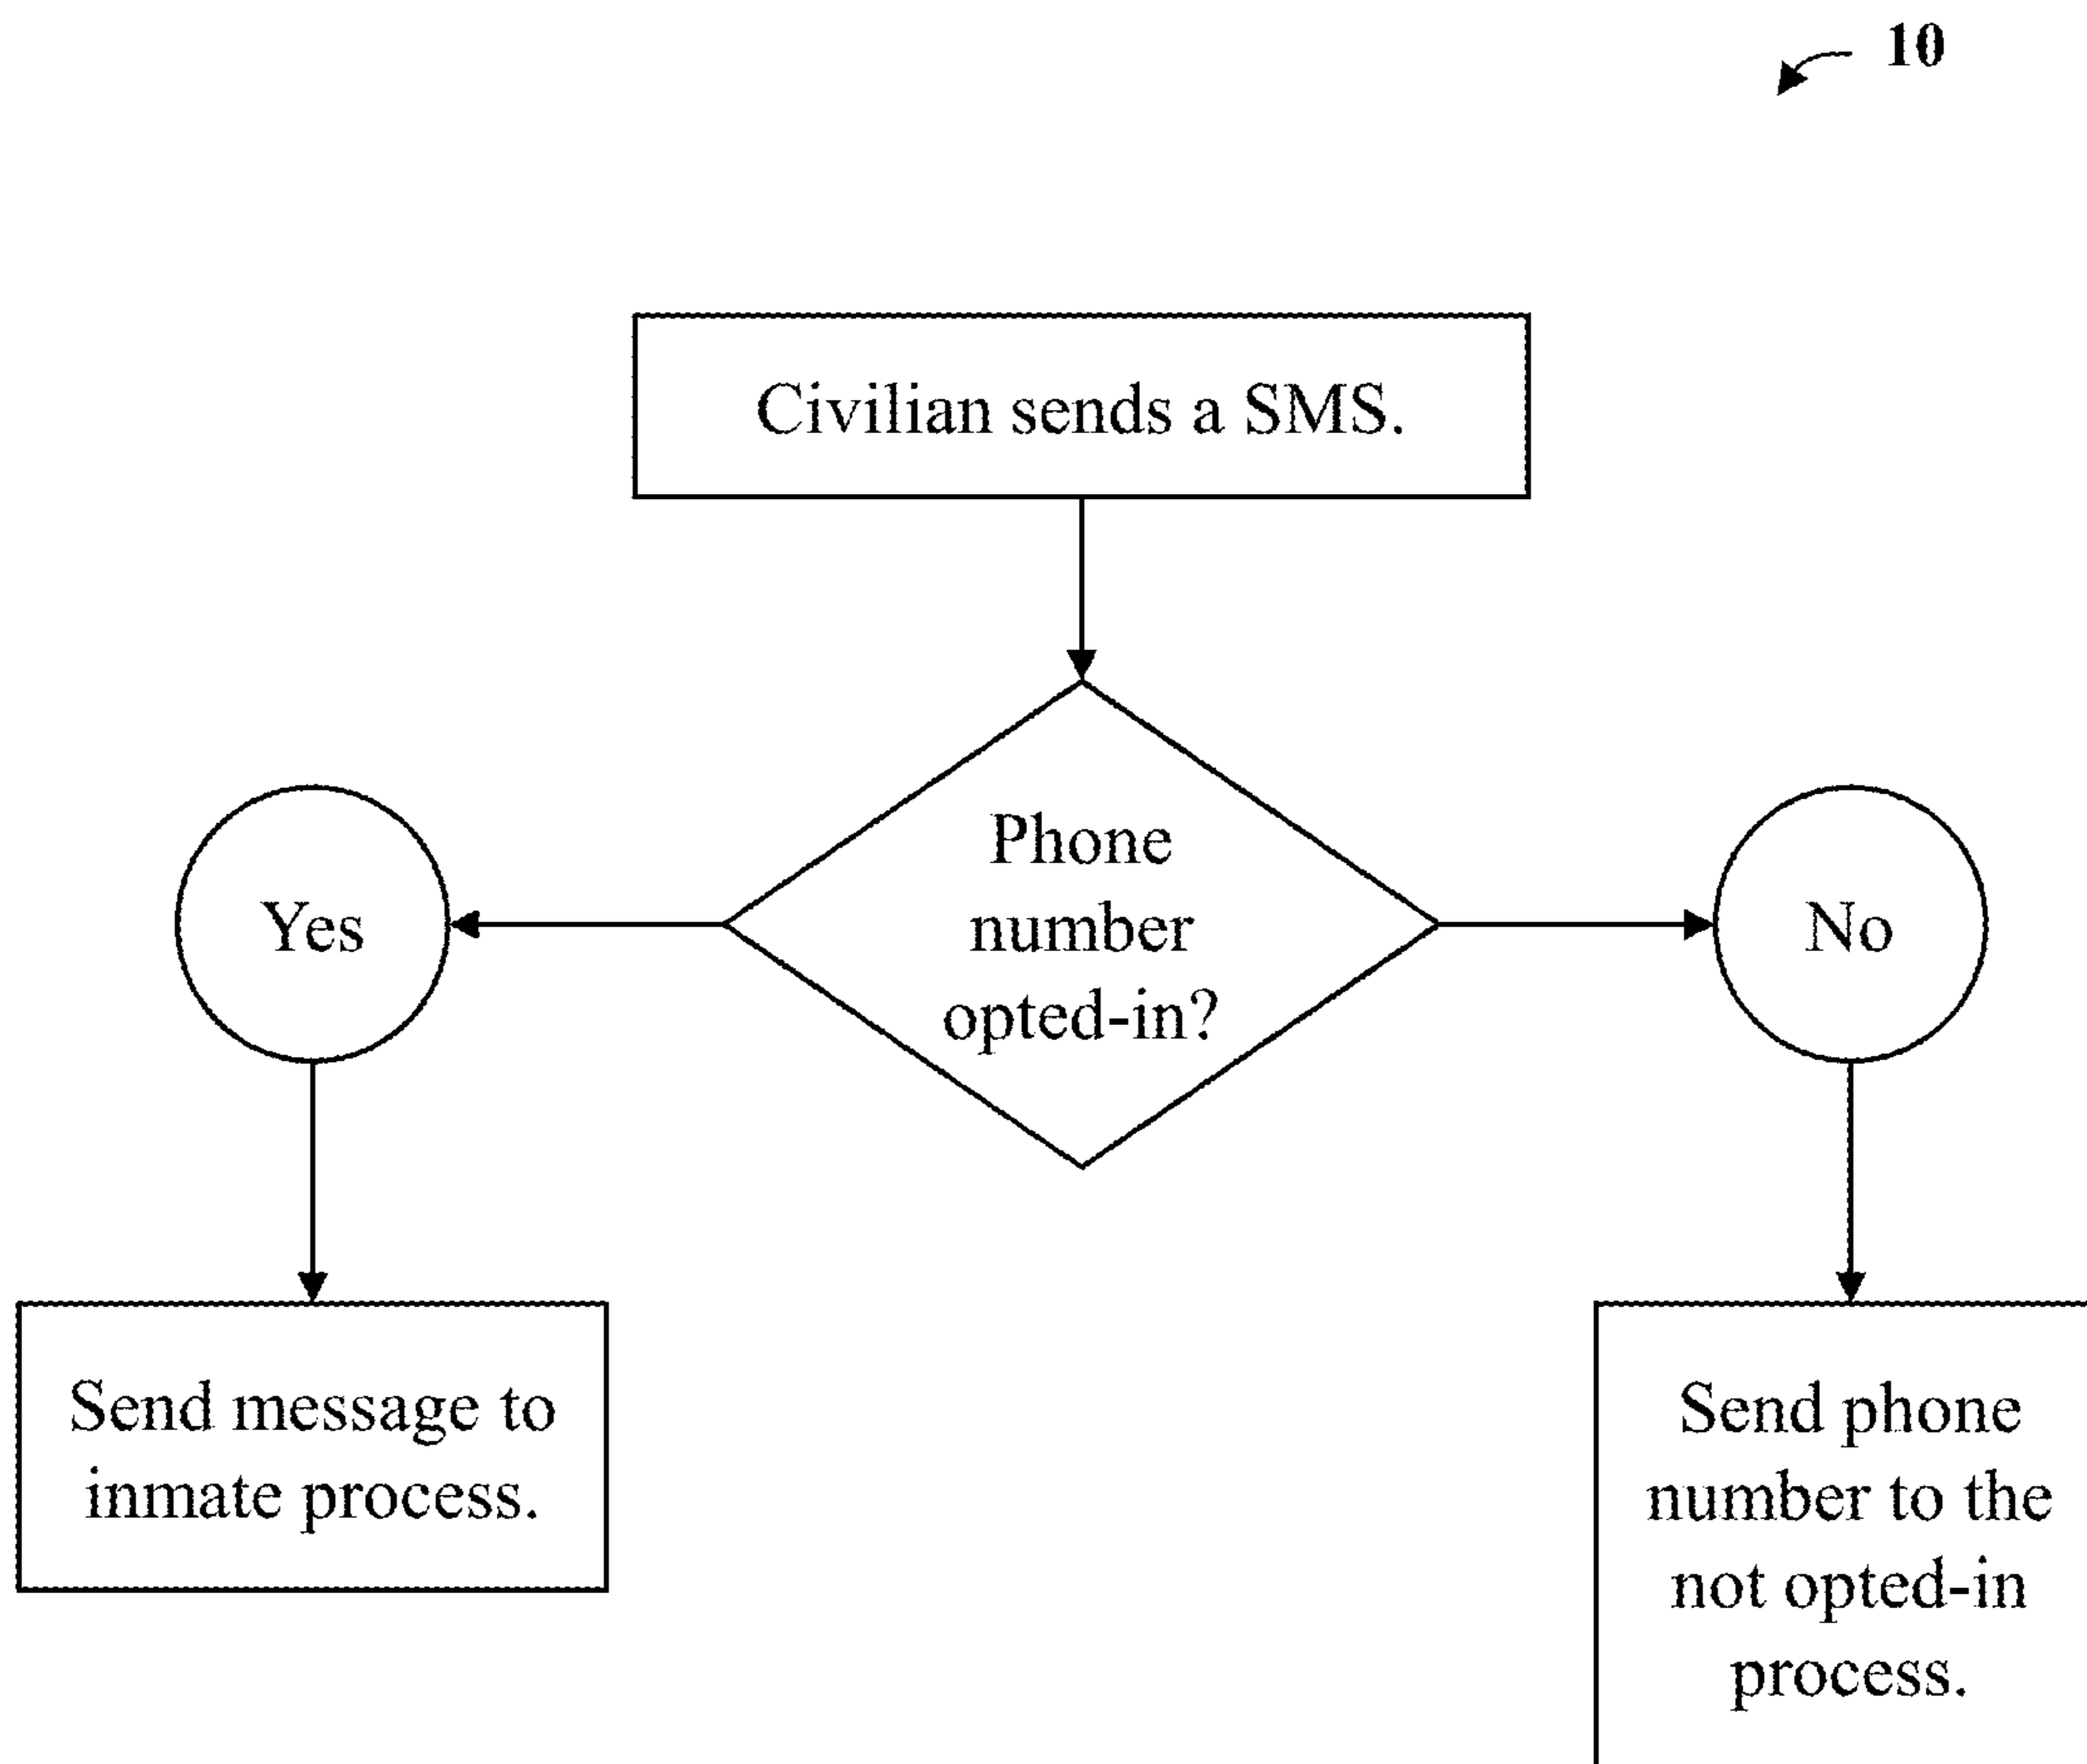 10
Civilian sends a SMS.
Phone
number
opted-in?
Yes
No
Send message to
inmate process.
Send phone
number to the
not opted-in
process.